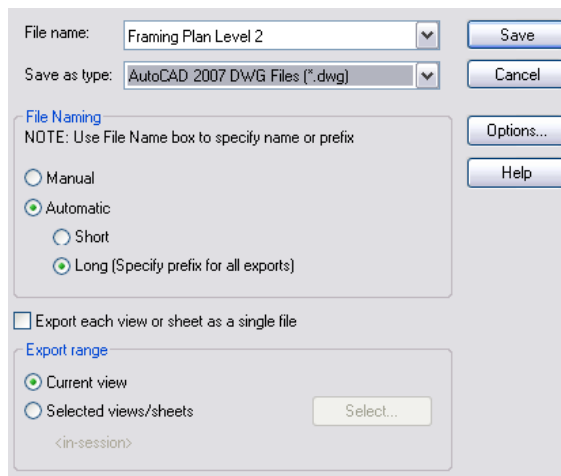 File name: Framing Plan Level 2 Save
Save as type: AutoCAD 2007 DWG Files (*.dwg) Cancel
File Naming
NOTE: Use File Name box to specify name or prefix
Options...
Manual
Help
Automatic
Short
Long (Specify prefix for all exports)
Export each view or sheet as a single file
Export range
Current view
Selected views/sheets Select...
<in-session>